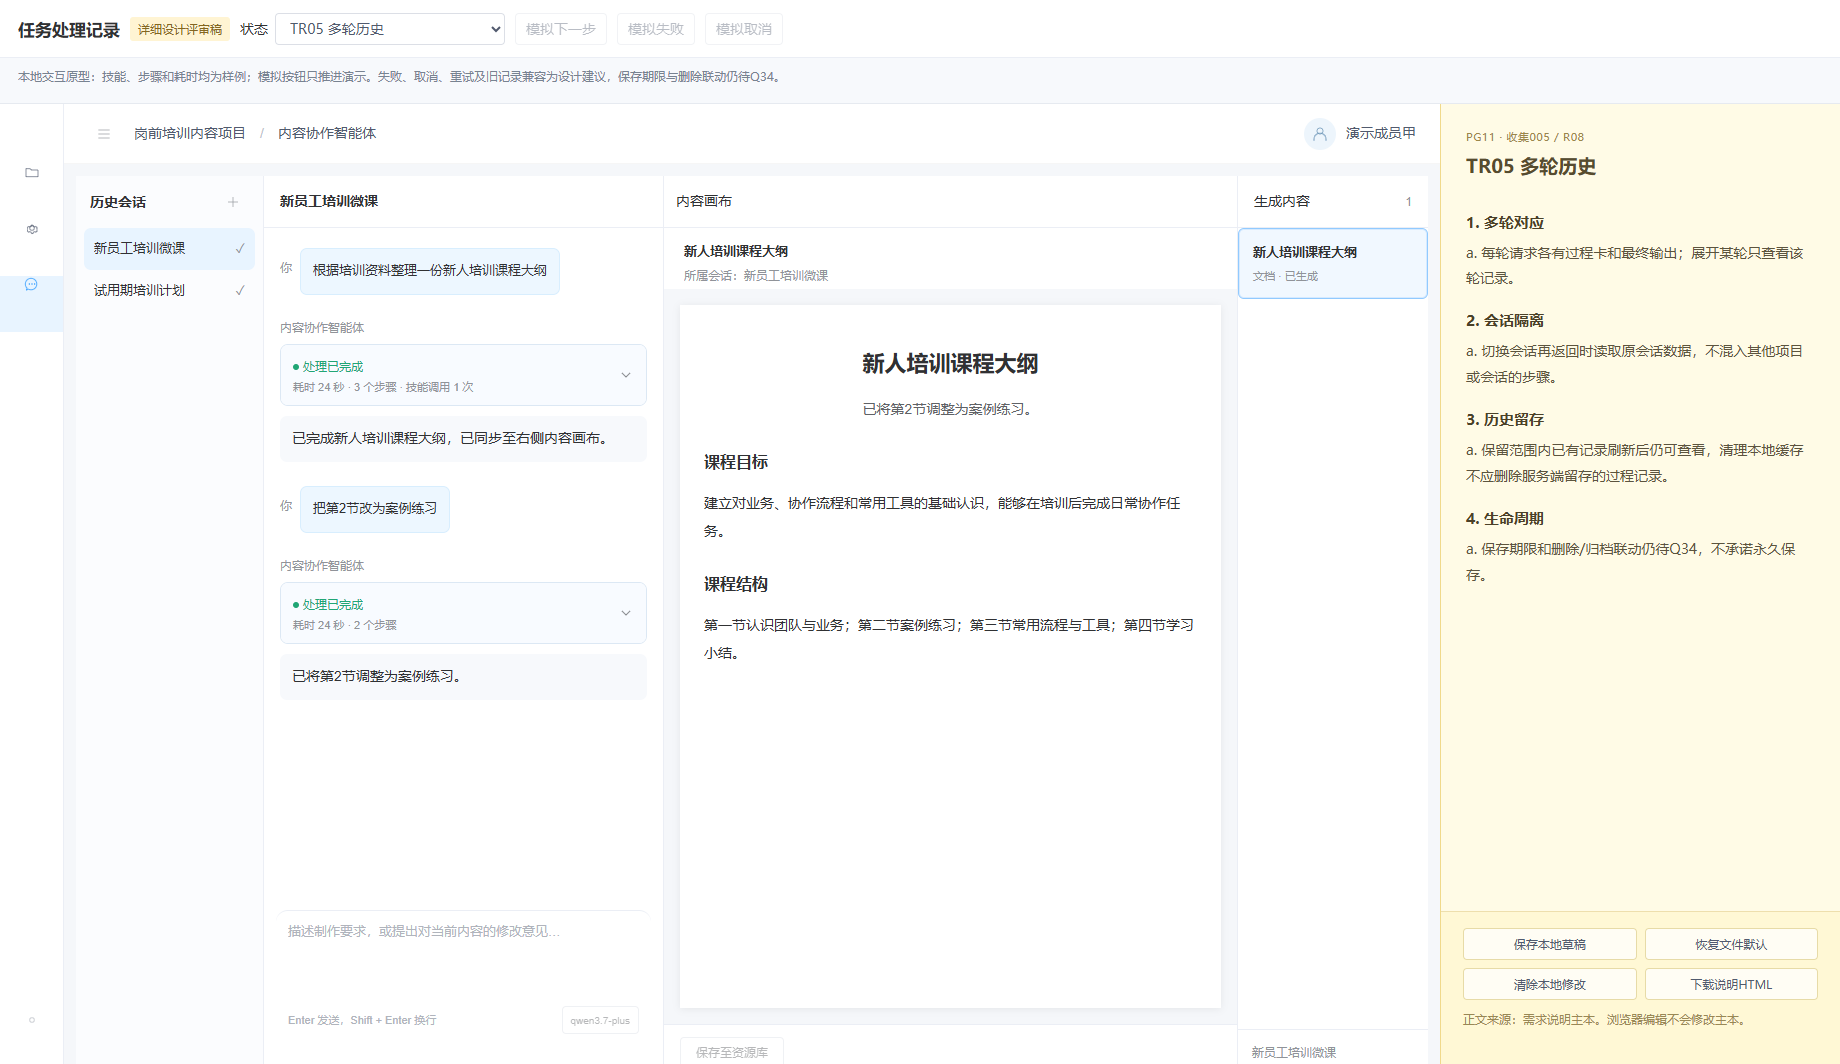 任务处理记录
详细设计评审稿
状态
TR05 多轮历史
模拟下一步
模拟失败
模拟取消
本地交互原型：技能、步骤和耗时均为样例；模拟按钮只推进演示。失败、取消、重试及旧记录兼容为设计建议，保存期限与删除联动仍待Q34。
岗前培训内容项目 / 内容协作智能体
演示成员甲
历史会话
新员工培训微课
试用期培训计划
新员工培训微课
你
根据培训资料整理一份新人培训课程大纲
内容协作智能体
处理已完成
耗时 24 秒 · 3 个步骤 · 技能调用 1 次
已完成新人培训课程大纲，已同步至右侧内容画布。
你
把第2节改为案例练习
内容协作智能体
处理已完成
耗时 24 秒 · 2 个步骤
已将第2节调整为案例练习。
描述制作要求，或提出对当前内容的修改意见...
Enter 发送，Shift + Enter 换行
qwen3.7-plus
内容画布
新人培训课程大纲
所属会话：新员工培训微课
新人培训课程大纲
已将第2节调整为案例练习。
课程目标
建立对业务、协作流程和常用工具的基础认识，能够在培训后完成日常协作任
务。
课程结构
第一节认识团队与业务；第二节案例练习；第三节常用流程与工具；第四节学习
小结。
保存至资源库
生成内容
1
新人培训课程大纲
文档 · 已生成
新员工培训微课
PG11 · 收集005 / R08
TR05 多轮历史
1. 多轮对应
a. 每轮请求各有过程卡和最终输出；展开某轮只查看该
轮记录。
2. 会话隔离
a. 切换会话再返回时读取原会话数据，不混入其他项目
或会话的步骤。
3. 历史留存
a. 保留范围内已有记录刷新后仍可查看，清理本地缓存
不应删除服务端留存的过程记录。
4. 生命周期
a. 保存期限和删除/归档联动仍待Q34，不承诺永久保
存。
保存本地草稿
恢复文件默认
清除本地修改
下载说明HTML
正文来源：需求说明主本。浏览器编辑不会修改主本。